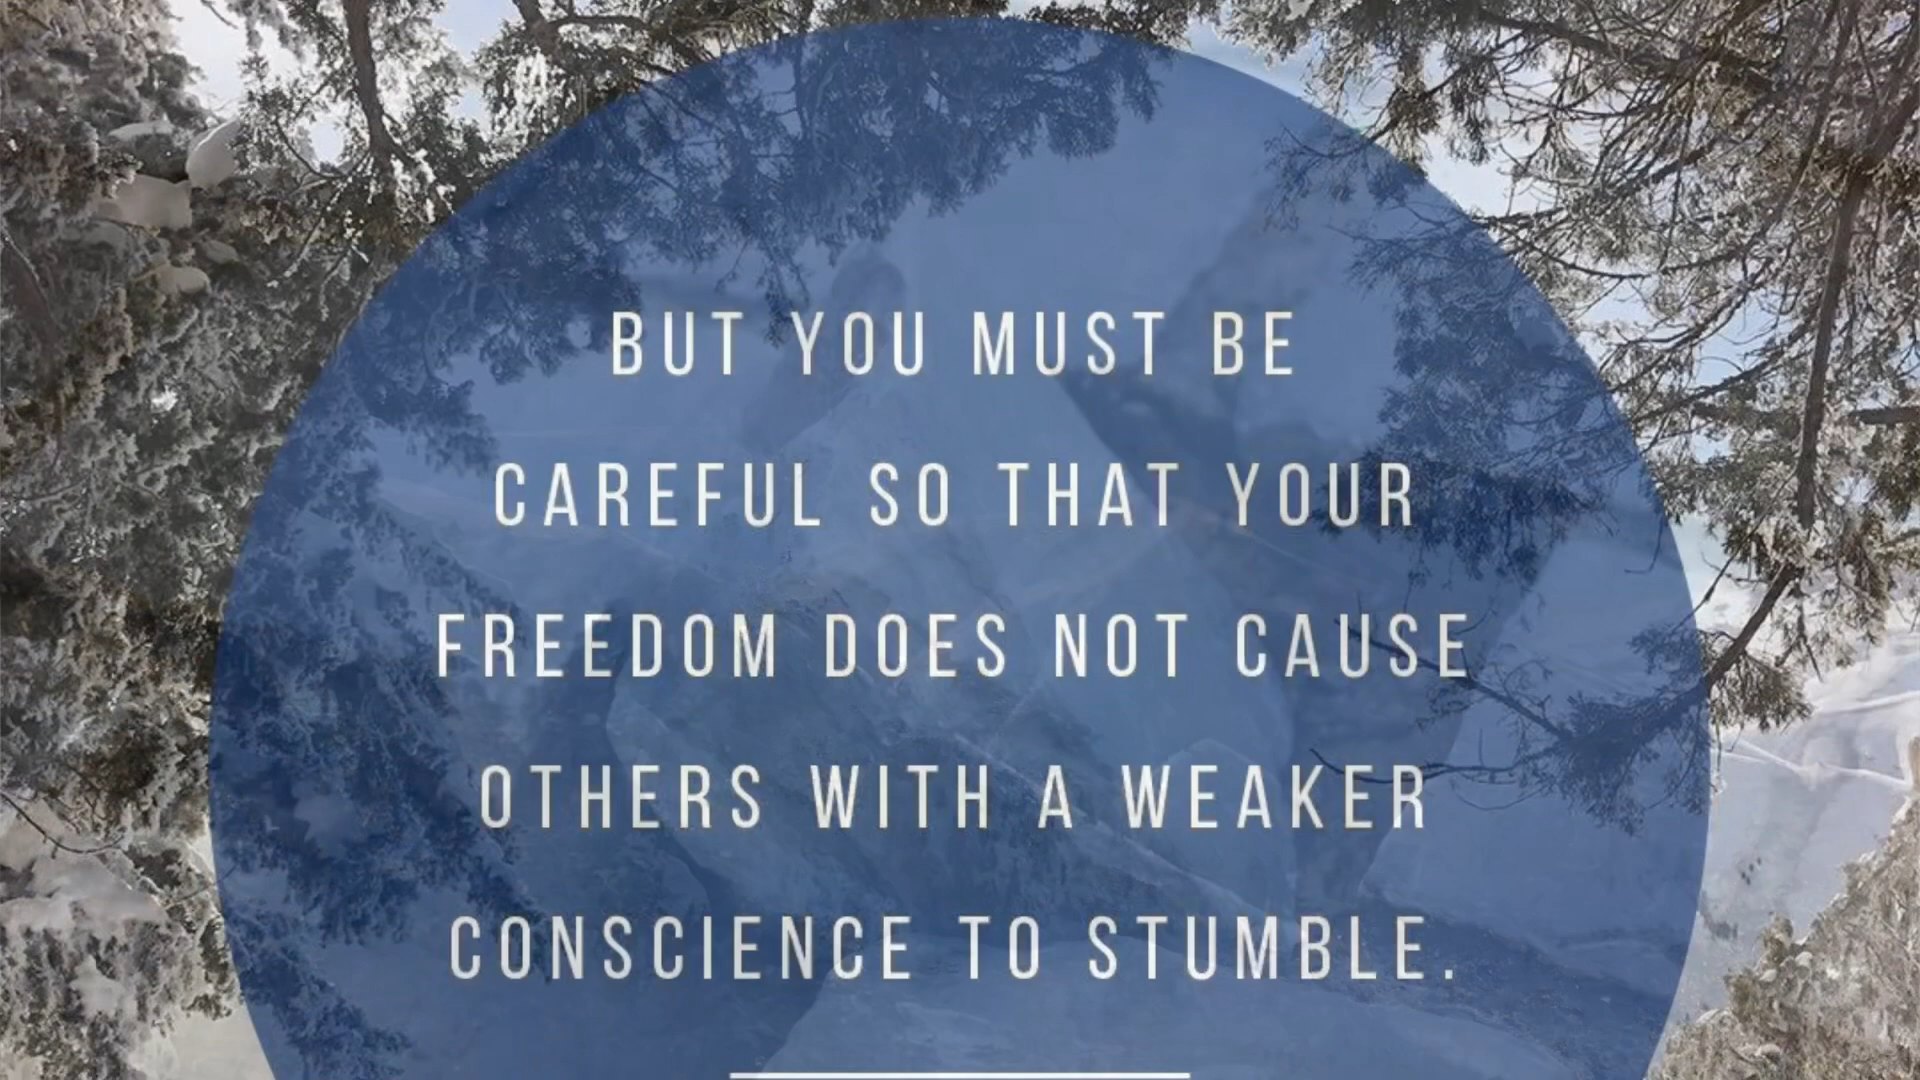 BUT YOU MUST BE
CAREFUL SO THAT YOUR
FREEDOM DOES NOT CAUSE
OTHERS WITH A WEAKER
CONSCIENCE TO STUMBLE.